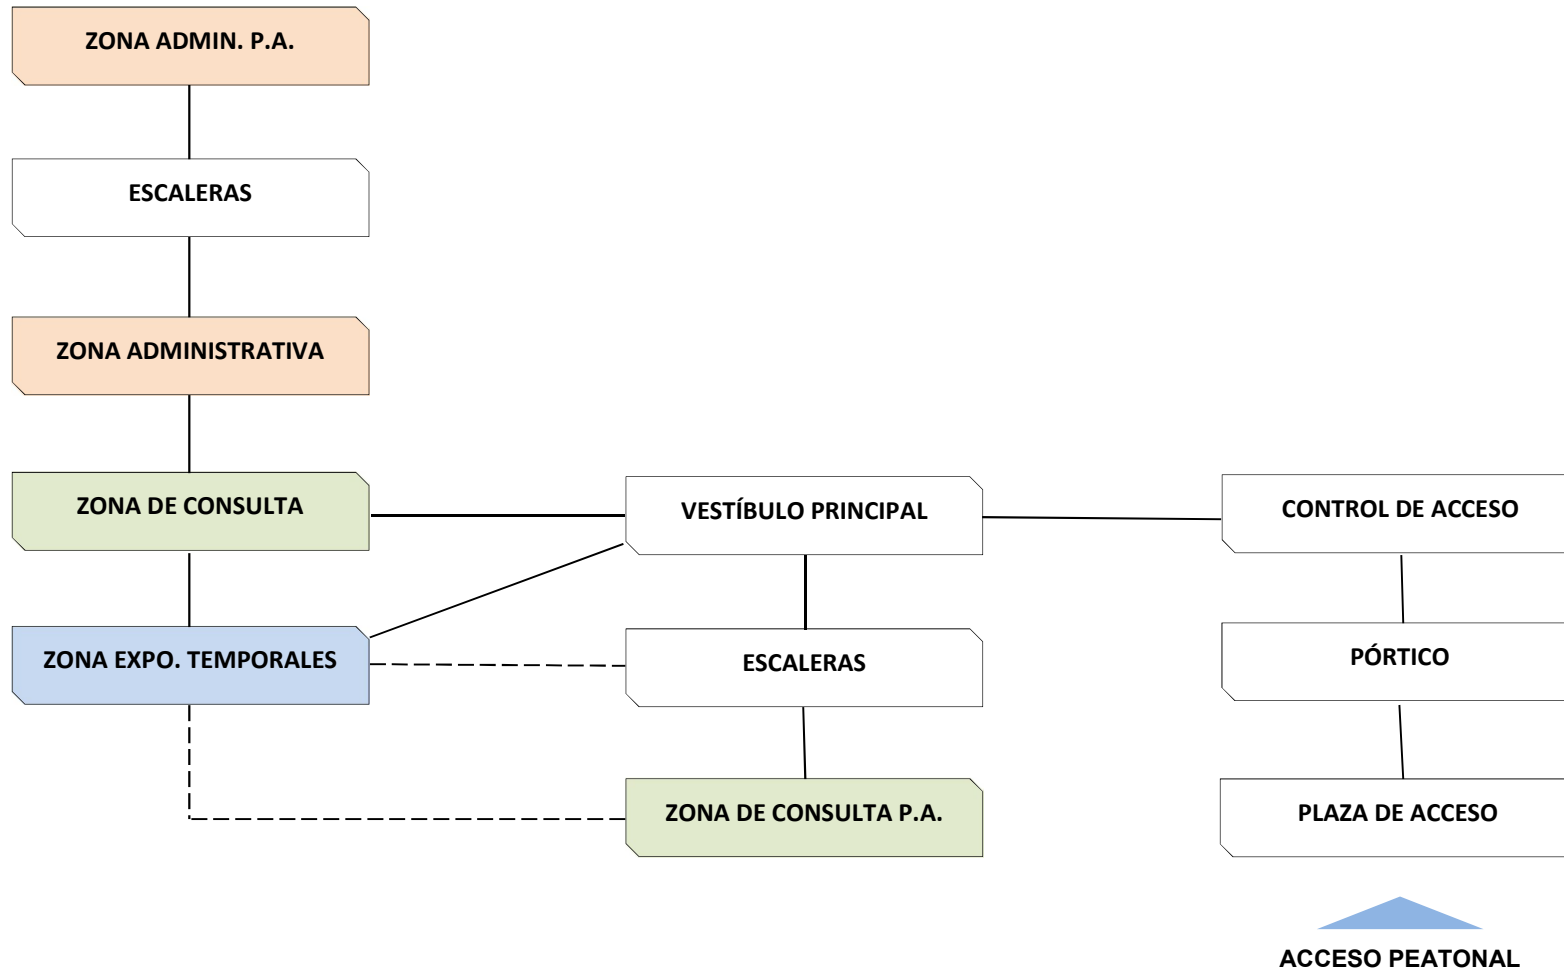 ZONA ADMIN. P.A.
ESCALERAS
ZONA ADMINISTRATIVA
ZONA DE CONSULTA
VESTÍBULO PRINCIPAL
CONTROL DE ACCESO
ZONA EXPO. TEMPORALES
ESCALERAS
PÓRTICO
ZONA DE CONSULTA P.A.
PLAZA DE ACCESO
ACCESO PEATONAL